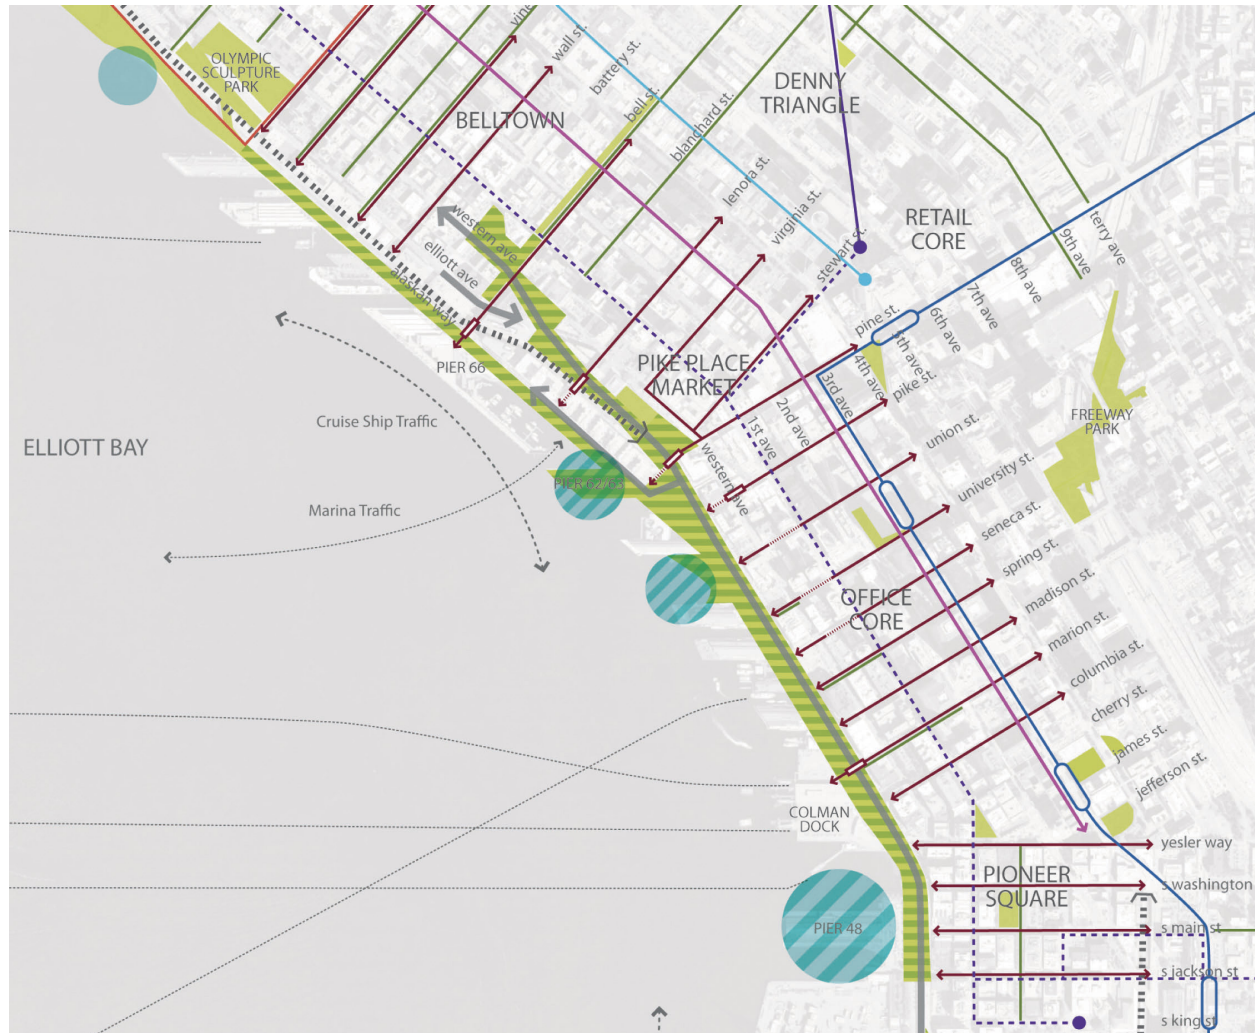 OLYMPIC
SCULPTURE
PARK
vine
wall st.
battery st.
bell st.
blanchard st.
DENNY
TRIANGLE
BELLTOWN
lenora st.
virginia st.
stewart st.
RETAIL
CORE
terry ave
9th ave
8th ave
7th ave
6th ave
5th ave
4th ave
3rd ave
2nd ave
1st ave
western ave
elliott ave
alaskan way
pine st.
pike st.
PIER 66
PIKE PLACE
MARKET
Cruise Ship Traffic
FREEWAY
PARK
ELLIOTT BAY
union st.
university st.
western ave
PIER 62/63
Marina Traffic
seneca st.
spring st.
OFFICE
CORE
madison st.
marion st.
columbia st.
cherry st.
james st.
jefferson st.
COLMAN
DOCK
yesler way
PIONEER
SQUARE
s washington
PIER 48
s main st
s jackson st
s king st